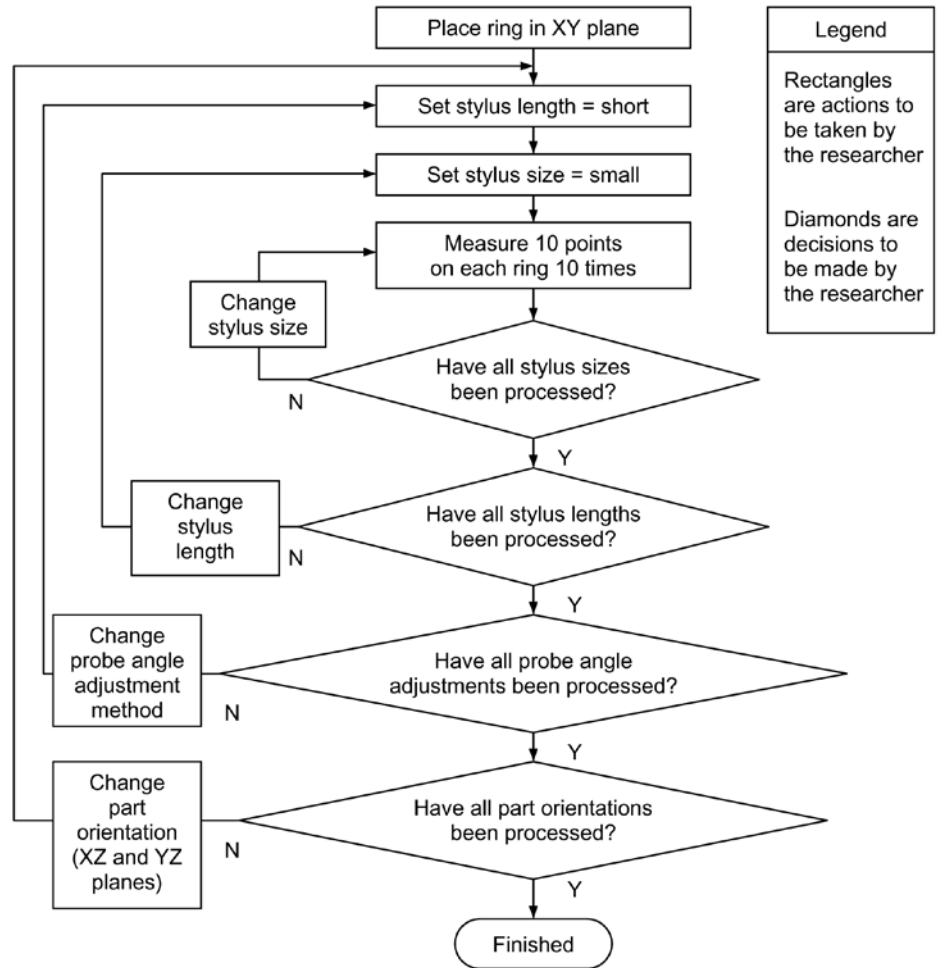 Place ring in XY plane
Set stylus length = short
Set stylus size = small
Measure 10 points
on each ring 10 times
Change
stylus size
Have all stylus sizes
been processed?
N
Y
Change
stylus
length
Have all stylus lengths
been processed?
N
Y
Change
probe angle
adjustment
method
Have all probe angle
adjustments been processed?
N
Y
Change
part
orientation
(XZ and YZ
planes)
Have all part orientations
been processed?
N
Y
Finished
Legend
Rectangles
are actions to
be taken by
the researcher
Diamonds are
decisions to
be made by
the researcher